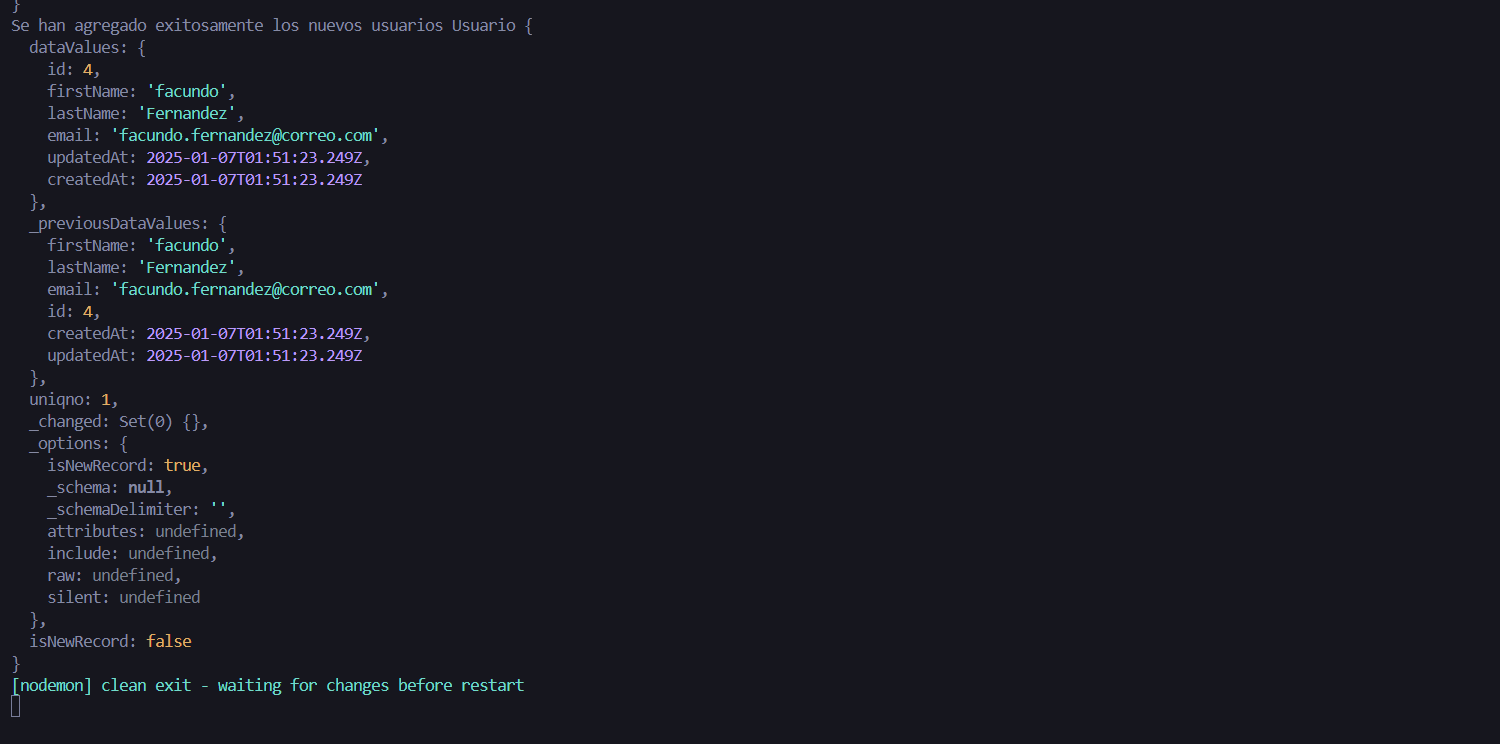 }
Se han agregado exitosamente los nuevos usuarios Usuario {
  dataValues: {
    id: 4,
    firstName: 'facundo',
    lastName: 'Fernandez',
    email: 'facundo.fernandez@correo.com',
    updatedAt: 2025-01-07T01:51:23.249Z,
    createdAt: 2025-01-07T01:51:23.249Z
  },
  _previousDataValues: {
    firstName: 'facundo',
    lastName: 'Fernandez',
    email: 'facundo.fernandez@correo.com',
    id: 4,
    createdAt: 2025-01-07T01:51:23.249Z,
    updatedAt: 2025-01-07T01:51:23.249Z
  },
  uniqno: 1,
  _changed: Set(0) {},
  _options: {
    isNewRecord: true,
    _schema: null,
    _schemaDelimiter: '',
    attributes: undefined,
    include: undefined,
    raw: undefined,
    silent: undefined
  },
  isNewRecord: false
}
[nodemon] clean exit - waiting for changes before restart